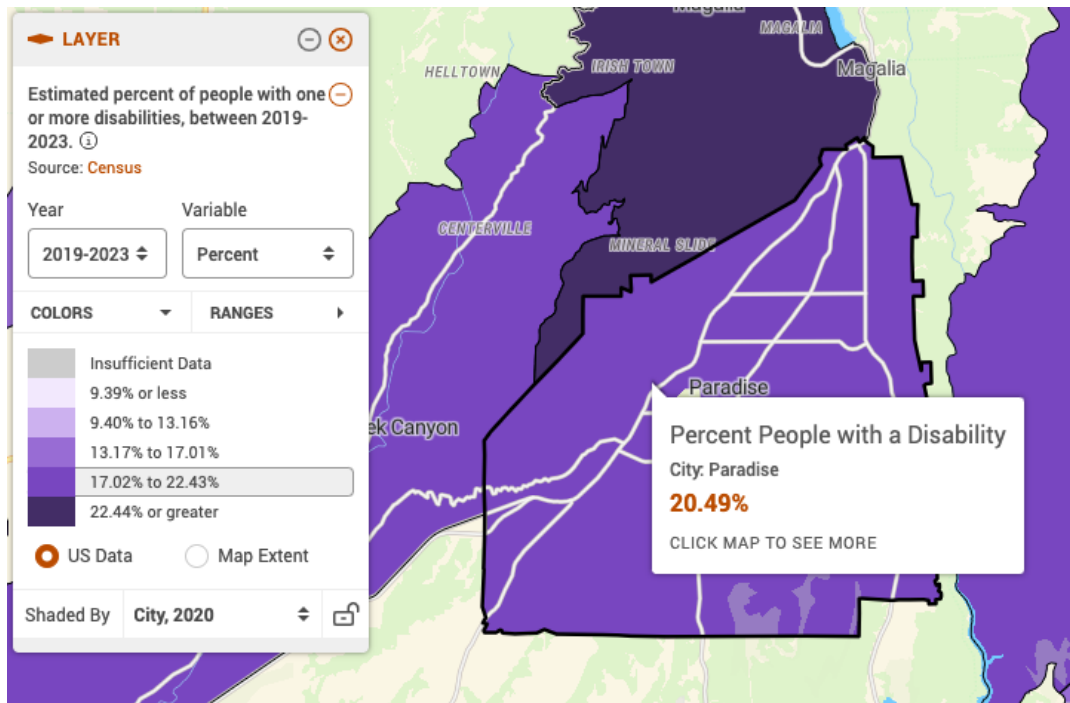 LAYER
Estimated percent of people with one
or more disabilities, between 2019-
2023.
Source: Census
Year
Variable
2019-2023
Percent
COLORS
RANGES
Insufficient Data
9.39% or less
9.40% to 13.16%
13.17% to 17.01%
17.02% to 22.43%
22.44% or greater
US Data
Map Extent
Shaded By
City, 2020
Magalia
MAGALIA
Magalia
HELLTOWN
IRISH TOWN
CENTERVILLE
MINERAL SLIDE
Paradise
ek Canyon
Percent People with a Disability
City: Paradise
20.49%
CLICK MAP TO SEE MORE